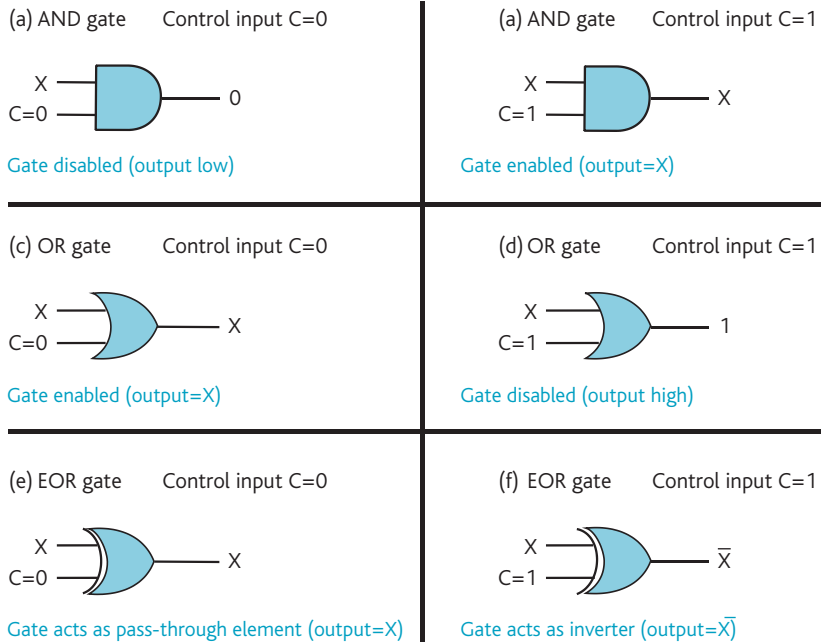 (a) AND gate Control input C=0
X
C=0
0
Gate disabled (output low)
(a) AND gate Control input C=1
X
C=1
X
Gate enabled (output=X)
(c) OR gate Control input C=0
X
C=0
X
Gate enabled (output=X)
(d) OR gate Control input C=1
X
C=1
1
Gate disabled (output high)
(e) EOR gate Control input C=0
X
C=0
X
Gate acts as pass-through element (output=X)
(f) EOR gate Control input C=1
X
C=1
X̅
Gate acts as inverter (output=X̅)